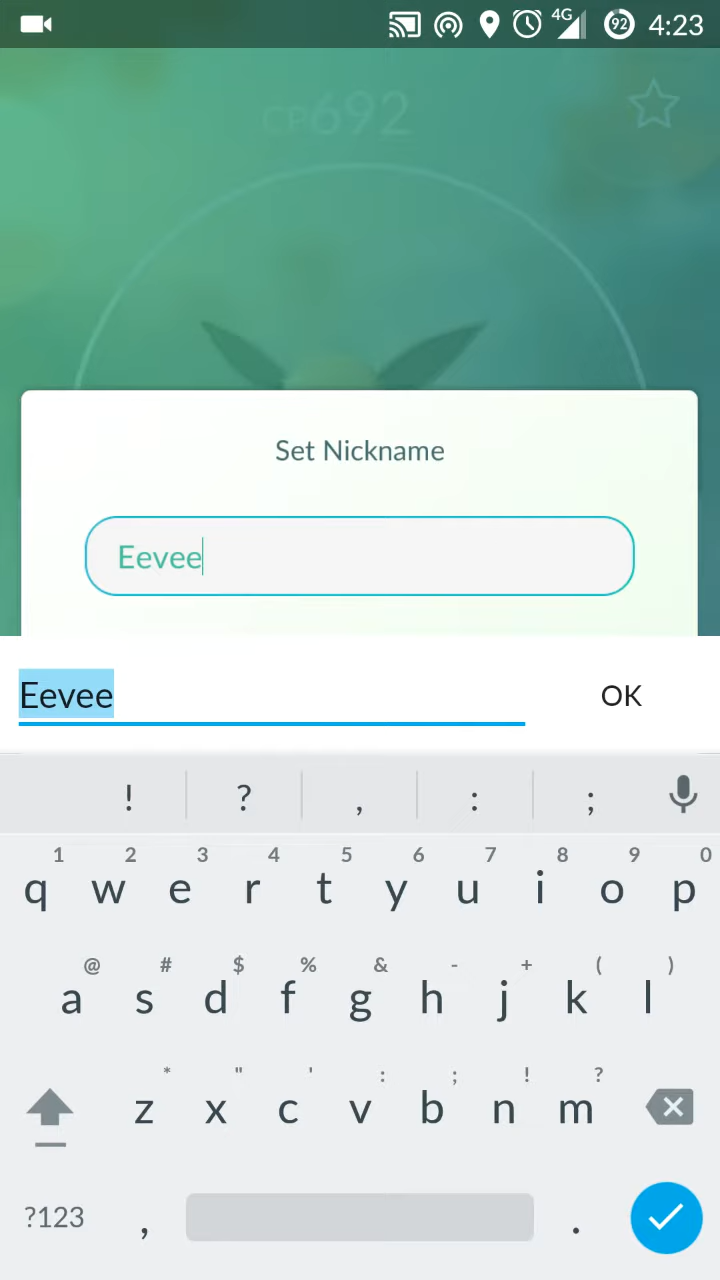 4G 92 4:23
CP692
Set Nickname
Eevee
Eevee OK
! ? , : ;
1 2 3 4 5 6 7 8 9 0
q w e r t y u i o p
@ # $ % & - + ( )
a s d f g h j k l
* " ' : ; ! ?
z x c v b n m
?123 , .